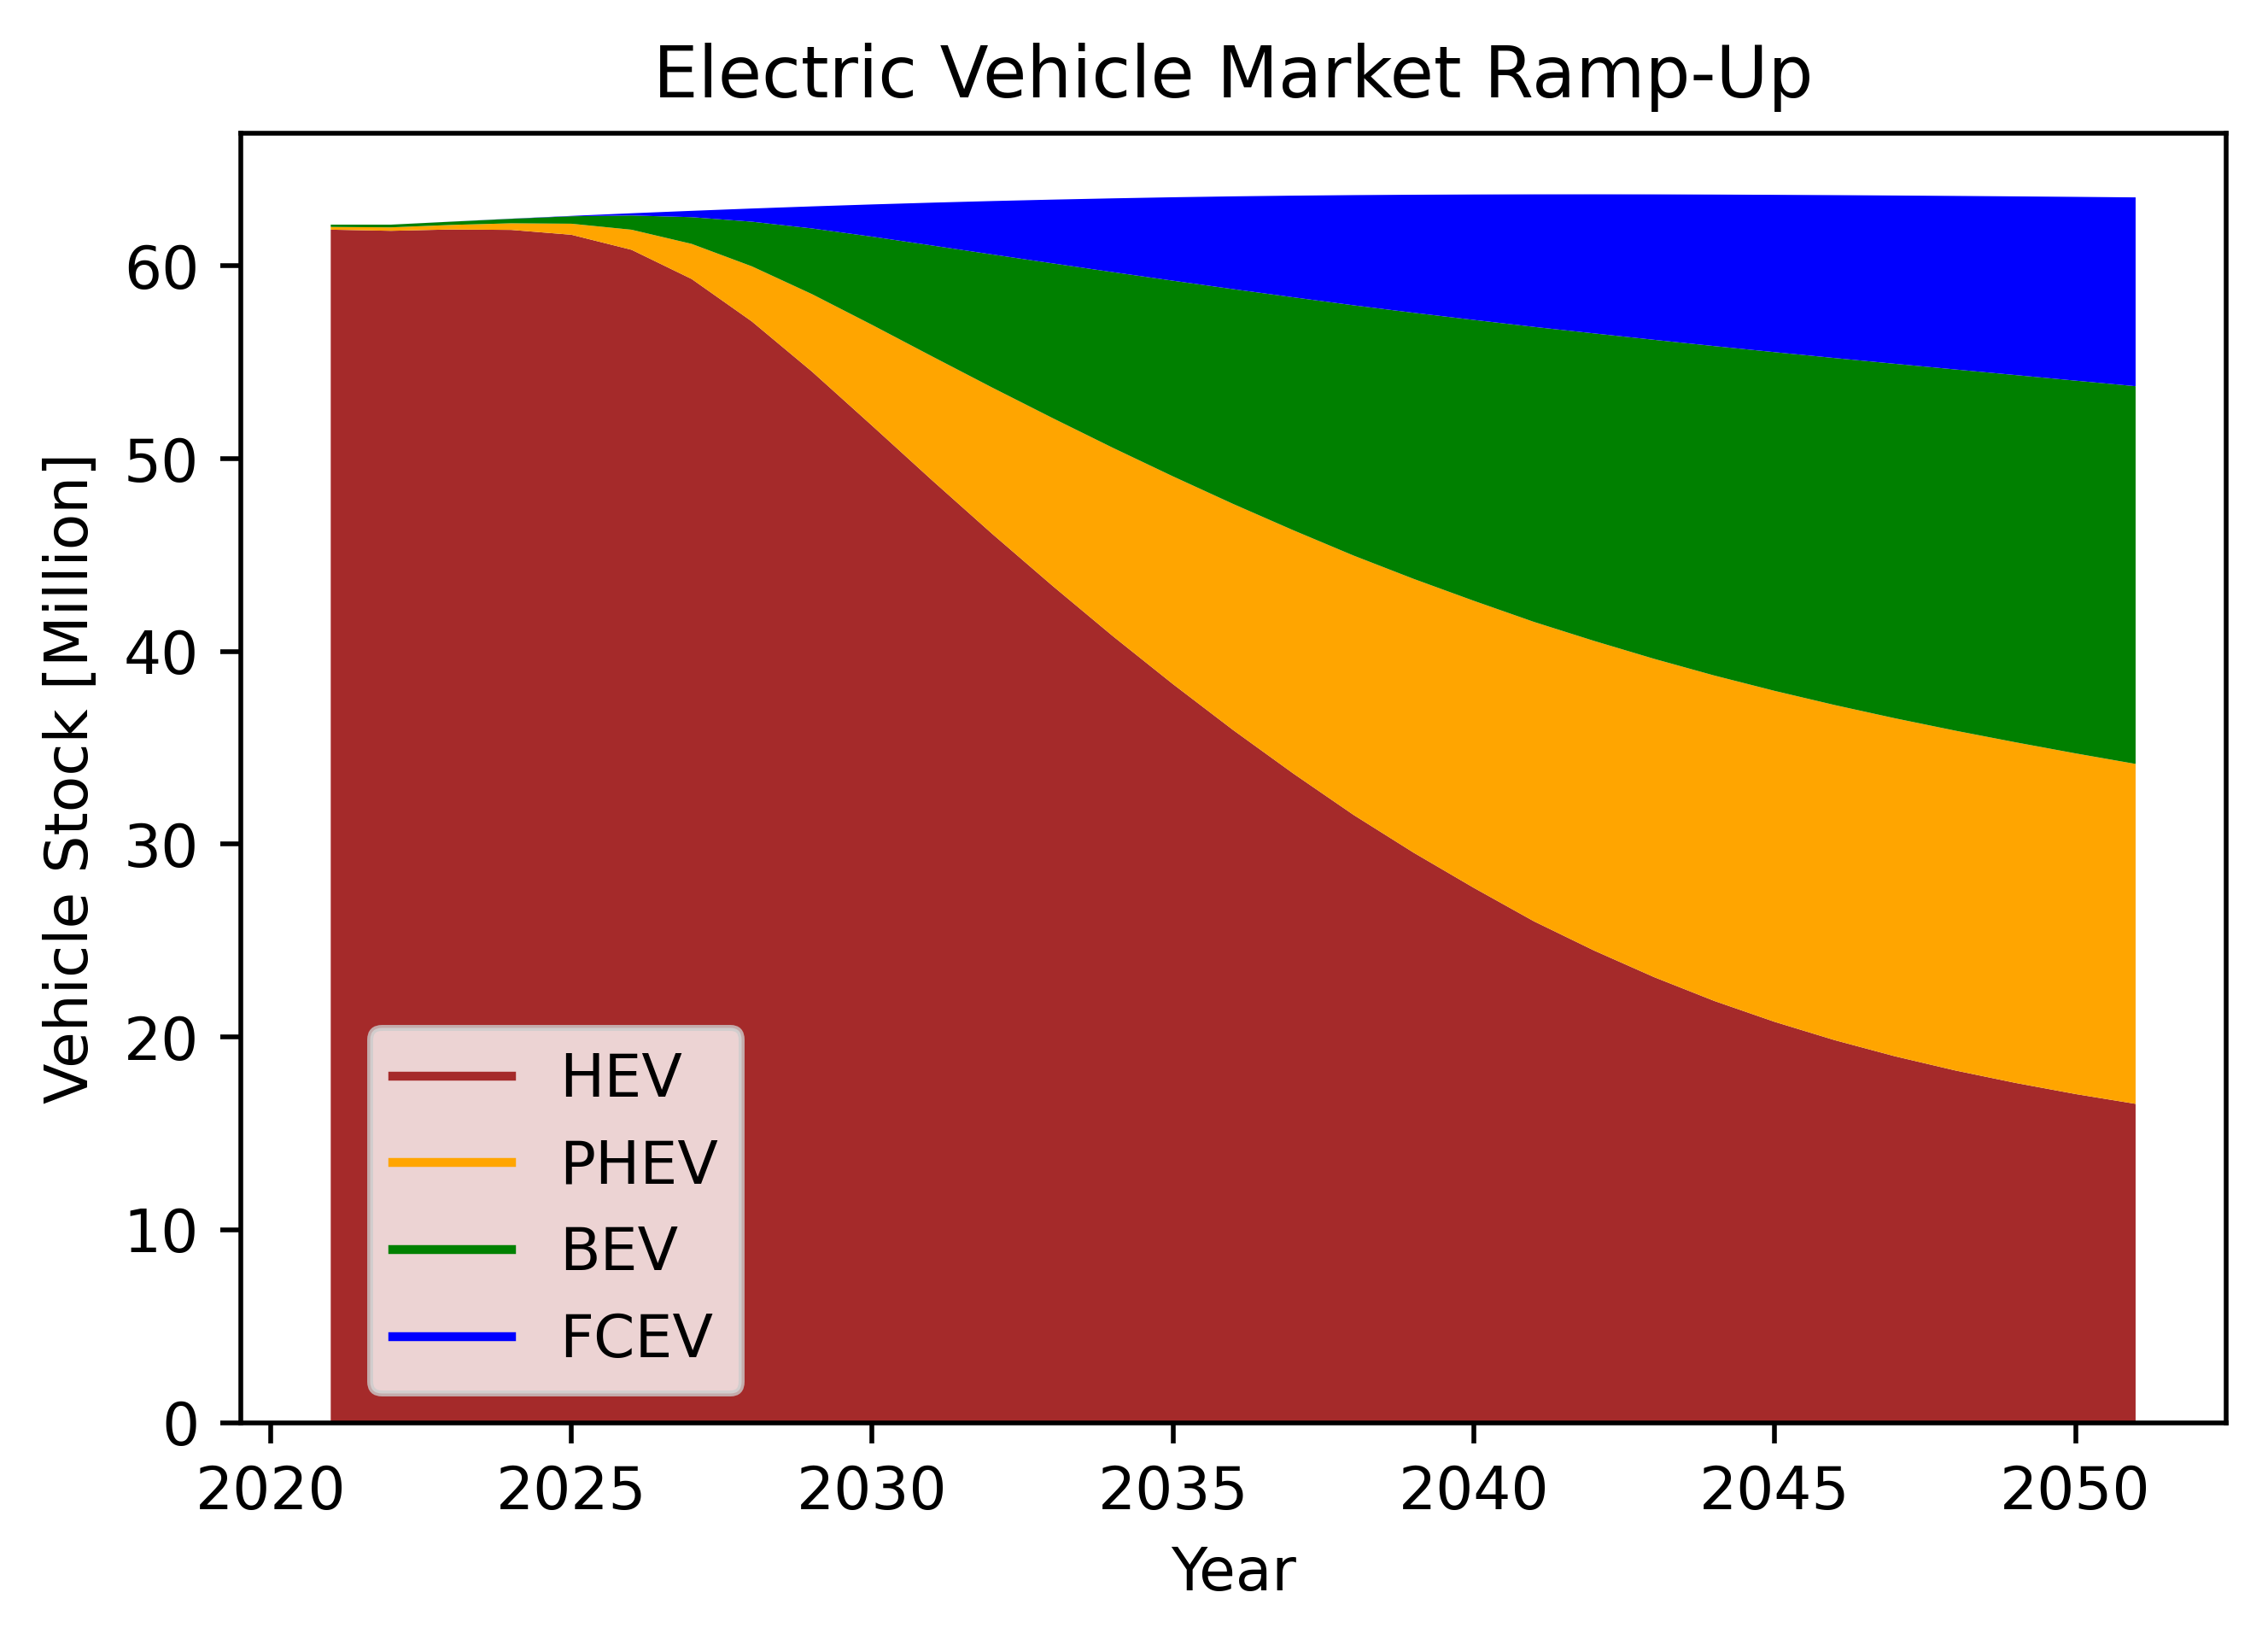 Electric Vehicle Market Ramp-Up
Vehicle Stock [Million]
60
50
40
30
20
10
0
HEV
PHEV
BEV
FCEV
2020 2025 2030 2035 2040 2045 2050
Year